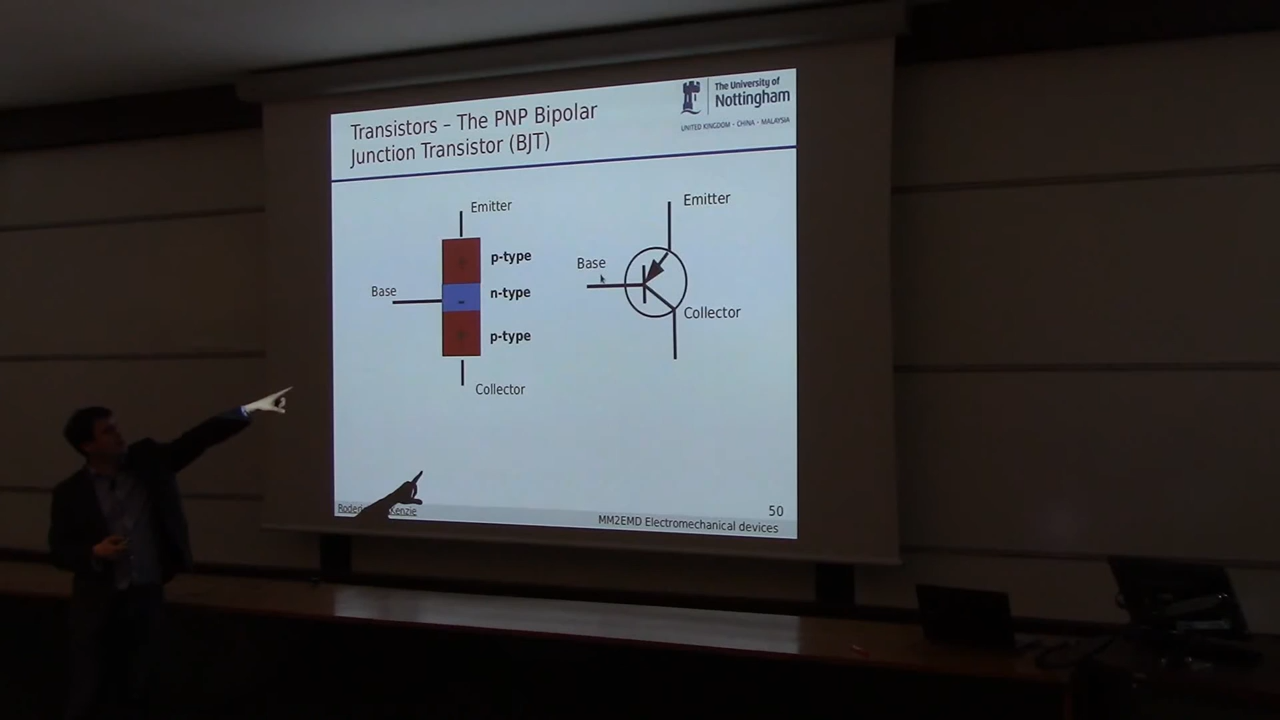 Transistors – The PNP Bipolar
Junction Transistor (BJT)
The University of
Nottingham
UNITED KINGDOM · CHINA · MALAYSIA
Emitter
p-type
Base
n-type
p-type
Collector
Emitter
Base
Collector
+
-
+
50
MM2EMD Electromechanical devices